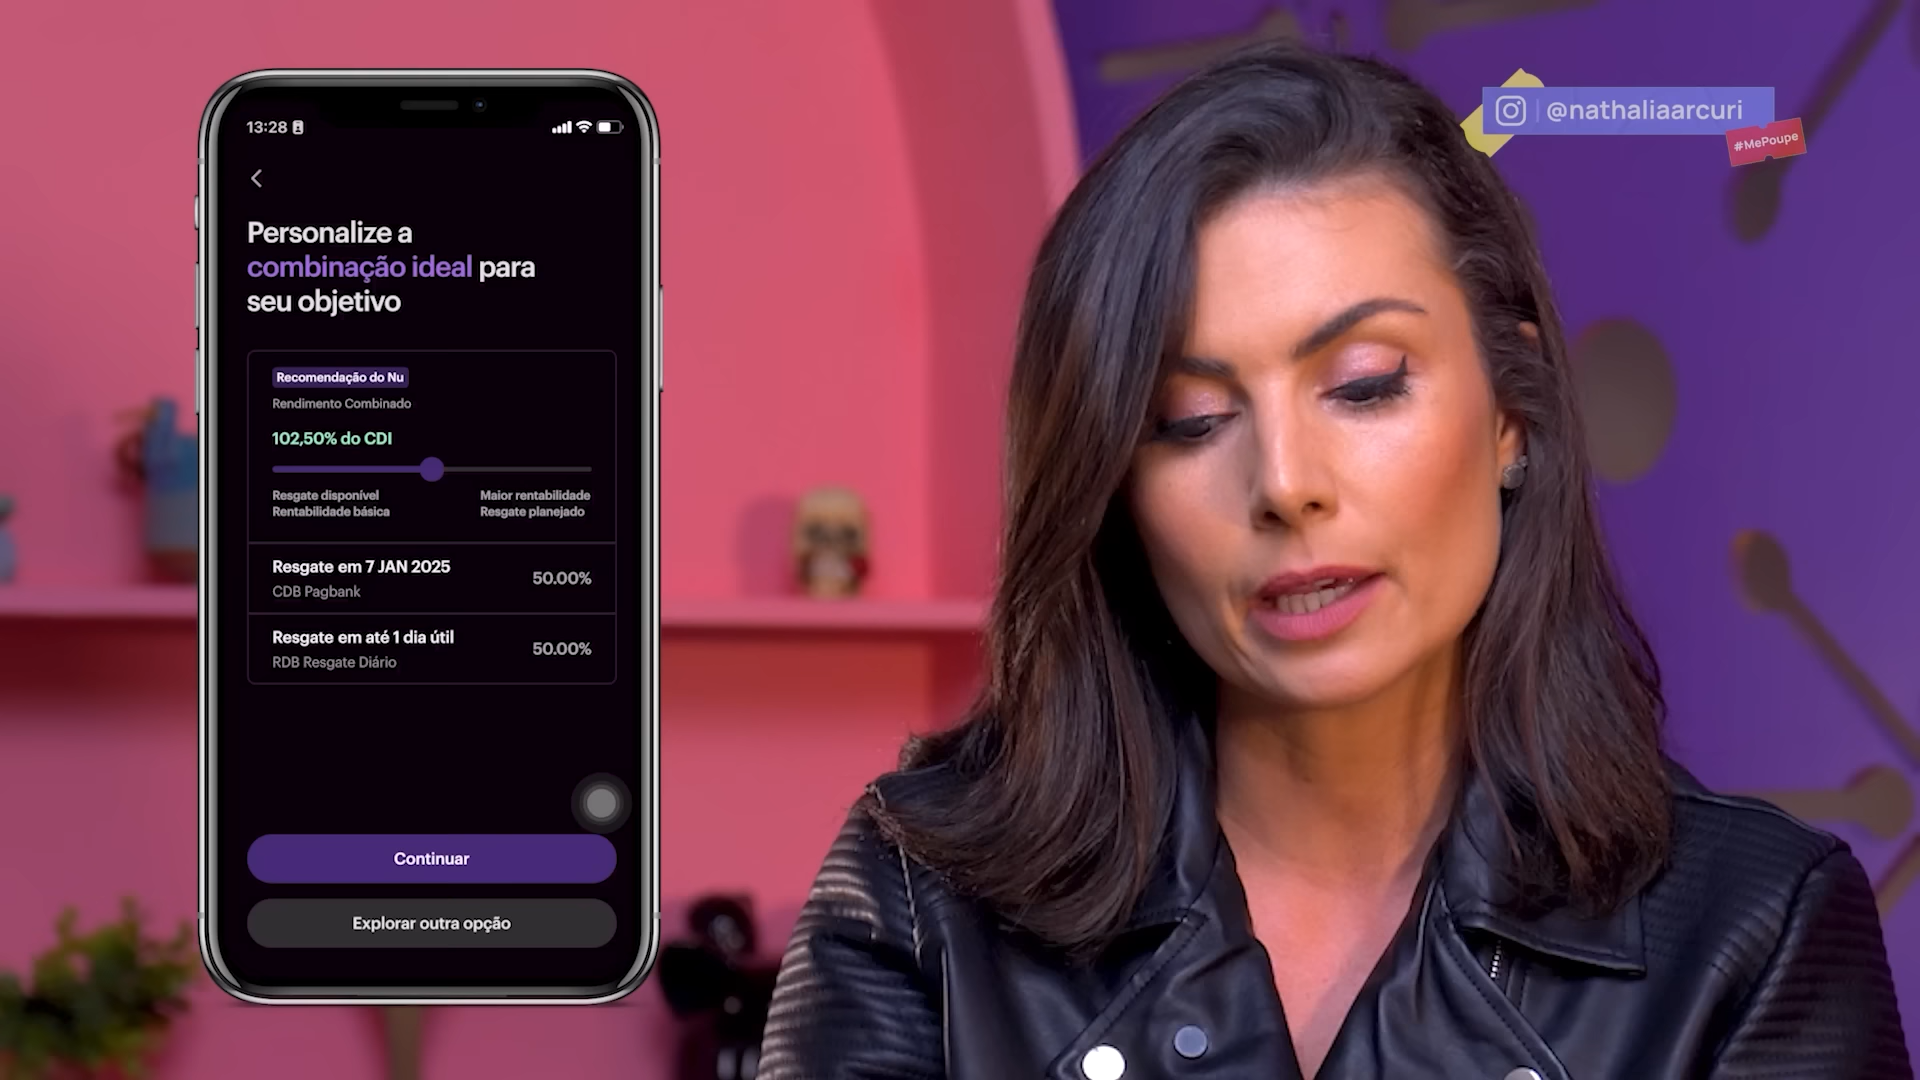 13:28
Personalize a
combinação ideal para
seu objetivo
Recomendação do Nu
Rendimento Combinado
102,50% do CDI
Resgate disponível
Rentabilidade básica
Maior rentabilidade
Resgate planejado
Resgate em 7 JAN 2025
CDB Pagbank
50.00%
Resgate em até 1 dia útil
RDB Resgate Diário
50.00%
Continuar
Explorar outra opção
@nathaliaarcuri
#MePoupe